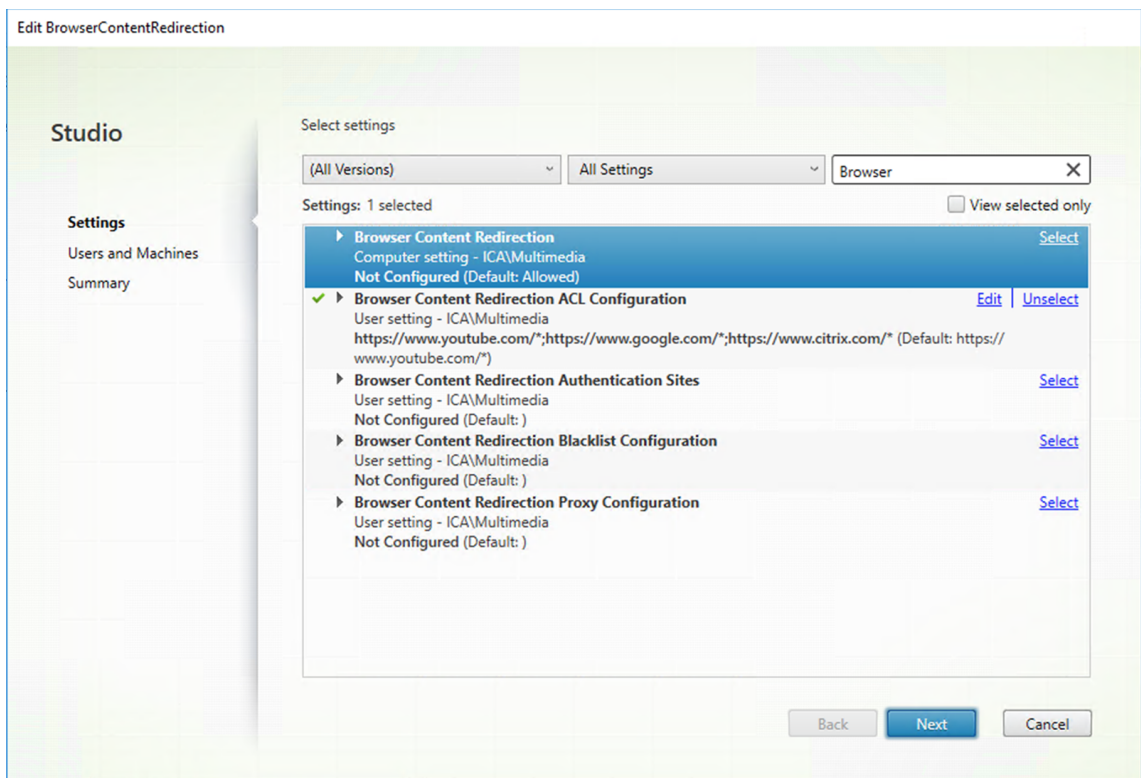 Edit BrowserContentRedirection
Studio
Settings
Users and Machines
Summary
Select settings
(All Versions)
All Settings
Browser
Settings: 1 selected
View selected only
Browser Content Redirection
Select
Computer setting - ICA\Multimedia
Not Configured (Default: Allowed)
Browser Content Redirection ACL Configuration
Edit | Unselect
User setting - ICA\Multimedia
https://www.youtube.com/*;https://www.google.com/*;https://www.citrix.com/* (Default: https://
www.youtube.com/*)
Browser Content Redirection Authentication Sites
Select
User setting - ICA\Multimedia
Not Configured (Default: )
Browser Content Redirection Blacklist Configuration
Select
User setting - ICA\Multimedia
Not Configured (Default: )
Browser Content Redirection Proxy Configuration
Select
User setting - ICA\Multimedia
Not Configured (Default: )
Back
Next
Cancel